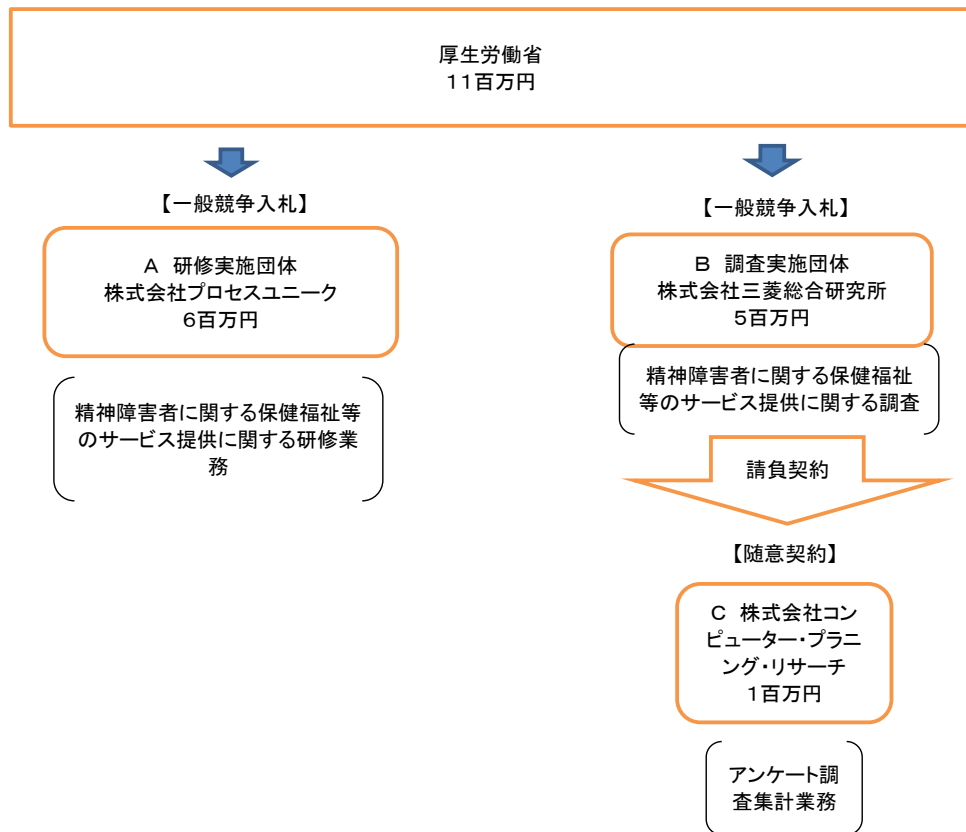 厚生労働省
11百万円
【一般競争入札】
A 研修実施団体
株式会社プロセスユニーク
6百万円
精神障害者に関する保健福祉等
のサービス提供に関する研修業
務
【一般競争入札】
B 調査実施団体
株式会社三菱総合研究所
5百万円
精神障害者に関する保健福祉
等のサービス提供に関する調査
請負契約
【随意契約】
C 株式会社コン
ピューター・プラニ
ング・リサーチ
1百万円
アンケート調
査集計業務